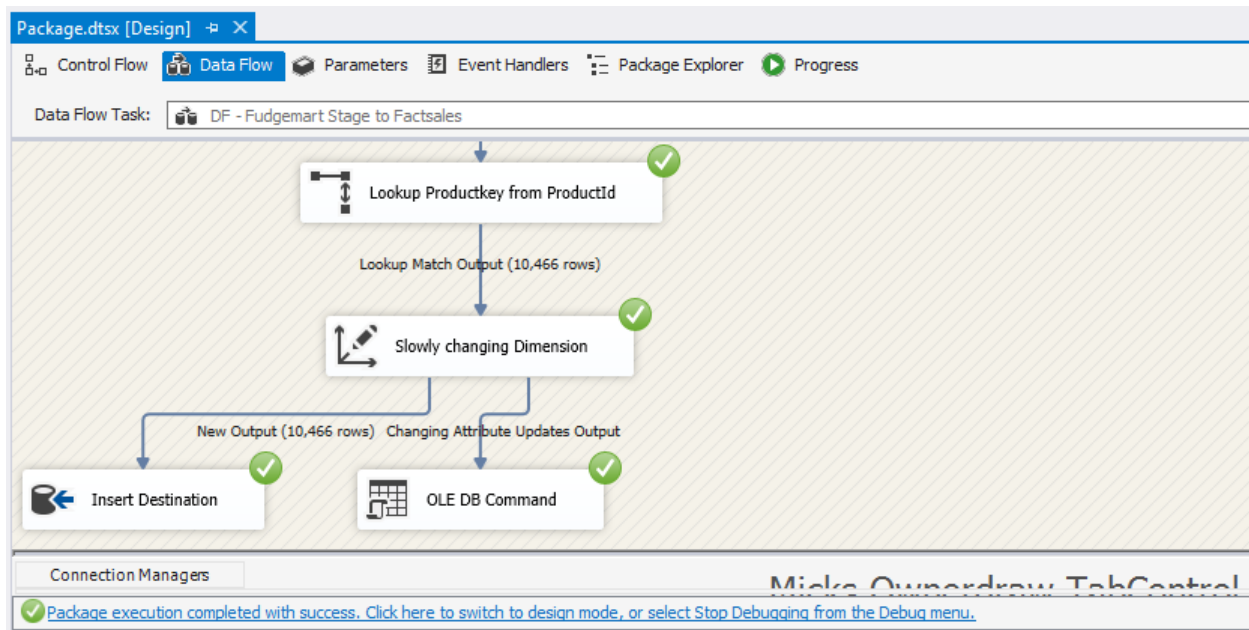 Package.dtsx [Design]
Control Flow Data Flow Parameters Event Handlers Package Explorer Progress
Data Flow Task: DF - Fudgemart Stage to Factsales
Lookup Productkey from ProductId
Lookup Match Output (10,466 rows)
Slowly changing Dimension
New Output (10,466 rows) Changing Attribute Updates Output
Insert Destination OLE DB Command
Connection Managers
Micks Ownerdraw TabControl
Package execution completed with success. Click here to switch to design mode, or select Stop Debugging from the Debug menu.